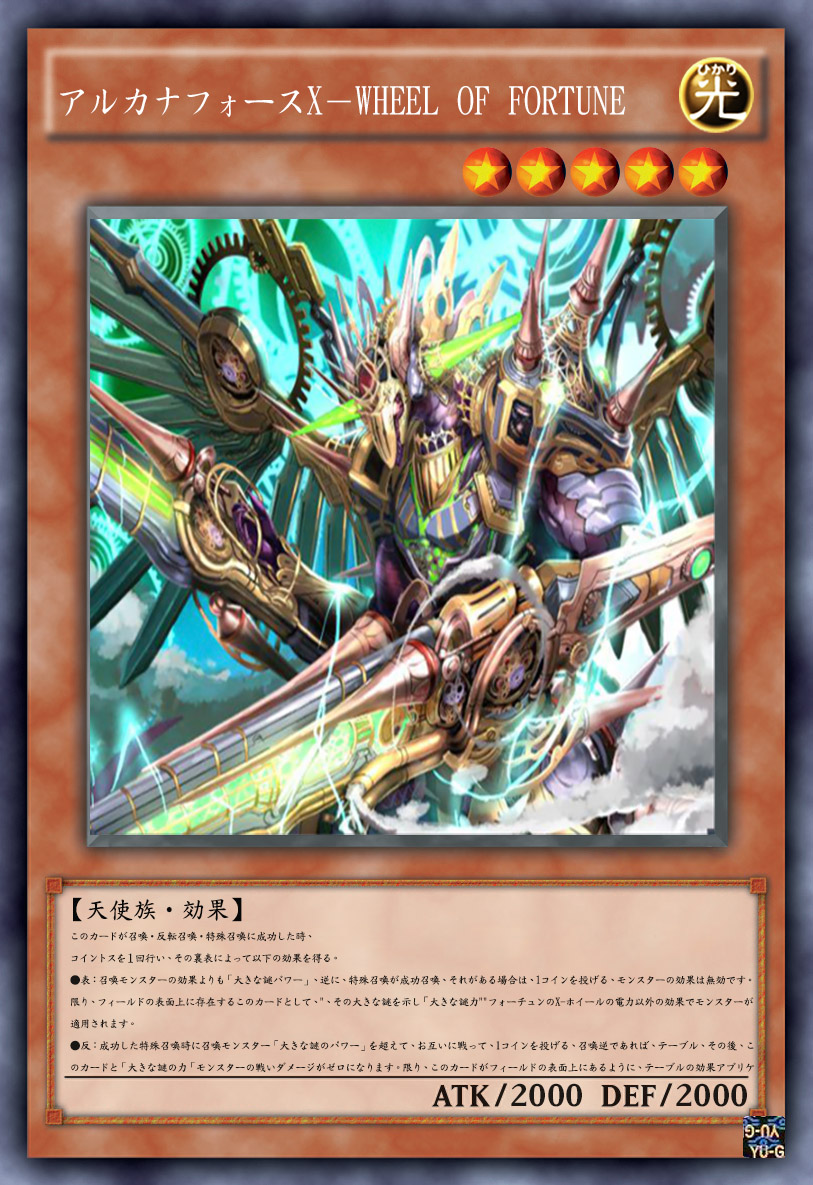 アルカナフォースX－WHEEL OF FORTUNE
ひかり
光
【天使族・効果】
このカードが召喚・反転召喚・特殊召喚に成功した時、
コイントスを1回行い、その裏表によって以下の効果を得る。
●表：召喚モンスターの効果よりも「大きな謎パワー」、逆に、特殊召喚が成功召喚、それがある場合は、1コインを投げる、モンスターの効果は無効です。
限り、フィールドの表面上に存在するこのカードとして、"、その大きな謎を示し「大きな謎力""フォーチュンのX-ホイールの電力以外の効果でモンスターが
適用されます。
●反：成功した特殊召喚時に召喚モンスター「大きな謎のパワー」を超えて、お互いに戦って、1コインを投げる、召喚逆であれば、テーブル、その後、こ
のカードと「大きな謎の力「モンスターの戦いダメージがゼロになります。限り、このカードがフィールドの表面上にあるように、テーブルの効果アプリケ
ATK/2000 DEF/2000
YU-G
YU-G